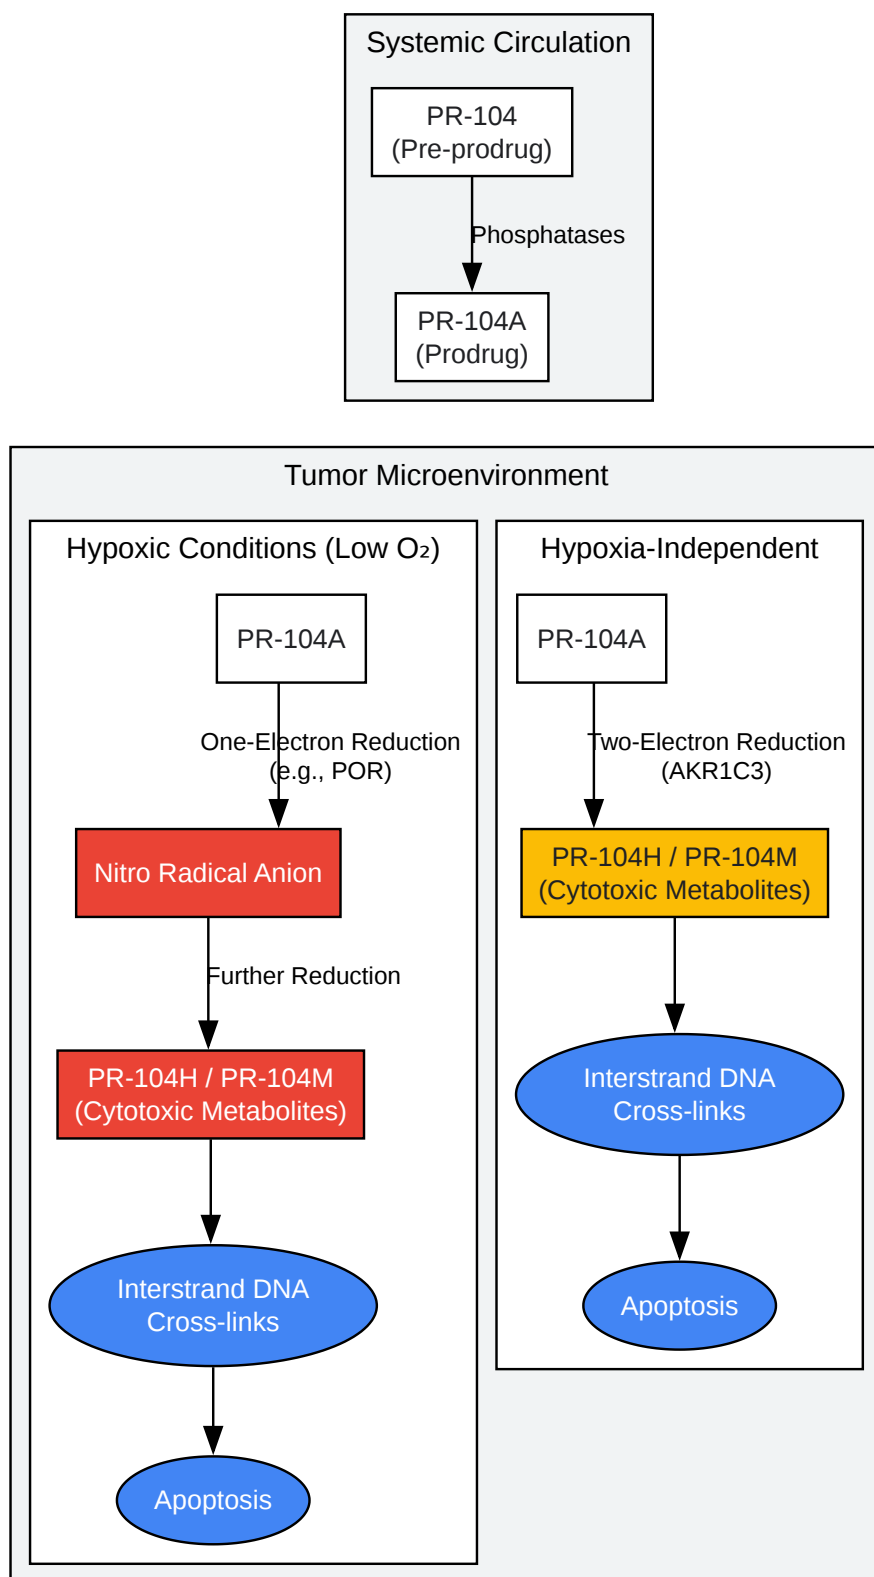 Systemic Circulation
PR-104
(Pre-prodrug)
Phosphatases
PR-104A
(Prodrug)
Tumor Microenvironment
Hypoxic Conditions (Low O₂)
PR-104A
One-Electron Reduction
(e.g., POR)
Nitro Radical Anion
Further Reduction
PR-104H / PR-104M
(Cytotoxic Metabolites)
Interstrand DNA
Cross-links
Apoptosis
Hypoxia-Independent
PR-104A
Two-Electron Reduction
(AKR1C3)
PR-104H / PR-104M
(Cytotoxic Metabolites)
Interstrand DNA
Cross-links
Apoptosis